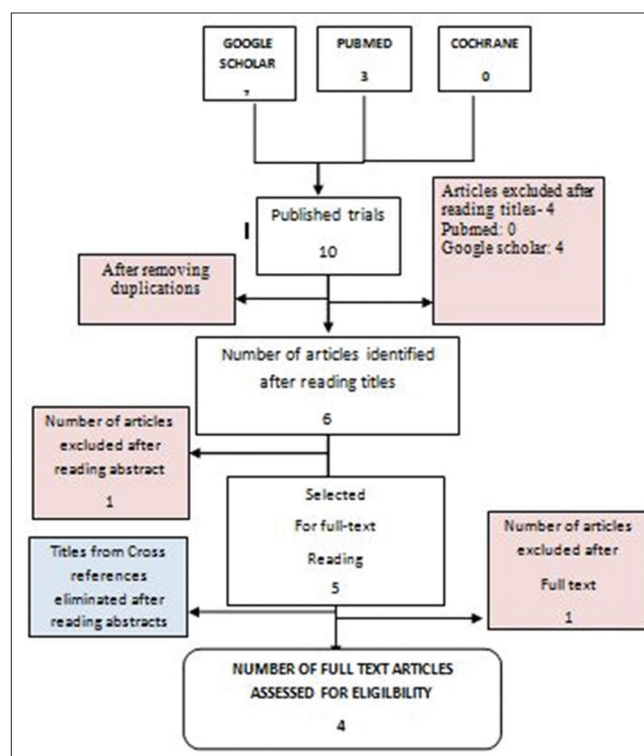 GOOGLE
SCHOLAR
PUBMED
3
COCHRANE
0
Published trials
10
Articles excluded after
reading titles- 4
Pubmed: 0
Google scholar: 4
After removing
duplications
Number of articles identified
after reading titles
6
Number of articles
excluded after
reading abstract
1
Selected
For full-text
Reading
5
Number of articles
excluded after
Full text
1
Titles from Cross
references
eliminated after
reading abstracts
NUMBER OF FULL TEXT ARTICLES
ASSESSED FOR ELIGILBILITY
4